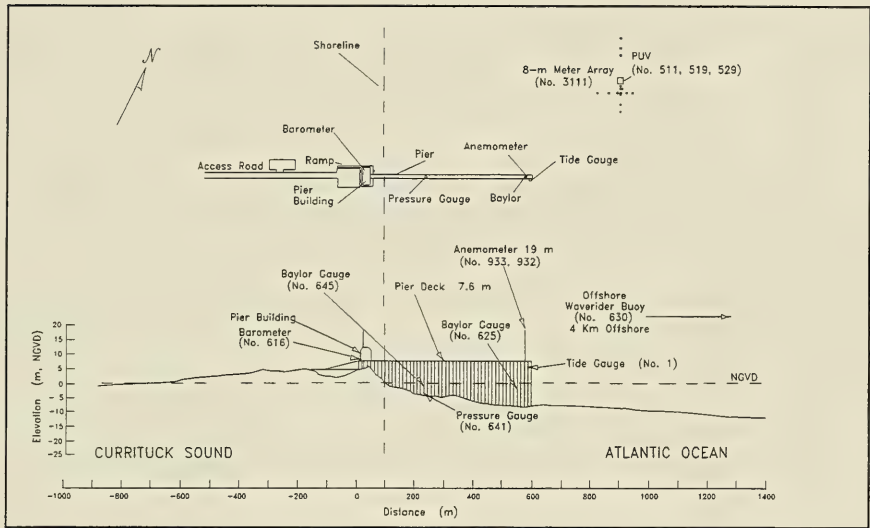 N
Shoreline
PUV
(No. 511, 519, 529)
8-m Meter Array
(No. 3111)
Barometer
Anemometer
Pier
Tide Gauge
Access Road
Ramp
Pier
Building
Pressure Gauge
Baylor
Anemometer 19 m
(No. 933, 932)
Baylor Gauge
(No. 645)
Pier Deck 7.6 m
Offshore
Waverider Buoy
(No. 630)
4 Km Offshore
Pier Building
Barometer
(No. 616)
Baylor Gauge
(No. 625)
Tide Gauge (No. 1)
NGVD
Pressure Gauge
(No. 641)
Elevation (m, NGVD)
20
15
10
5
0
-5
-10
-15
-20
-25
CURRITUCK SOUND
ATLANTIC OCEAN
-1000 -800 -600 -400 -200 0 200 400 600 800 1000 1200 1400
Distance (m)